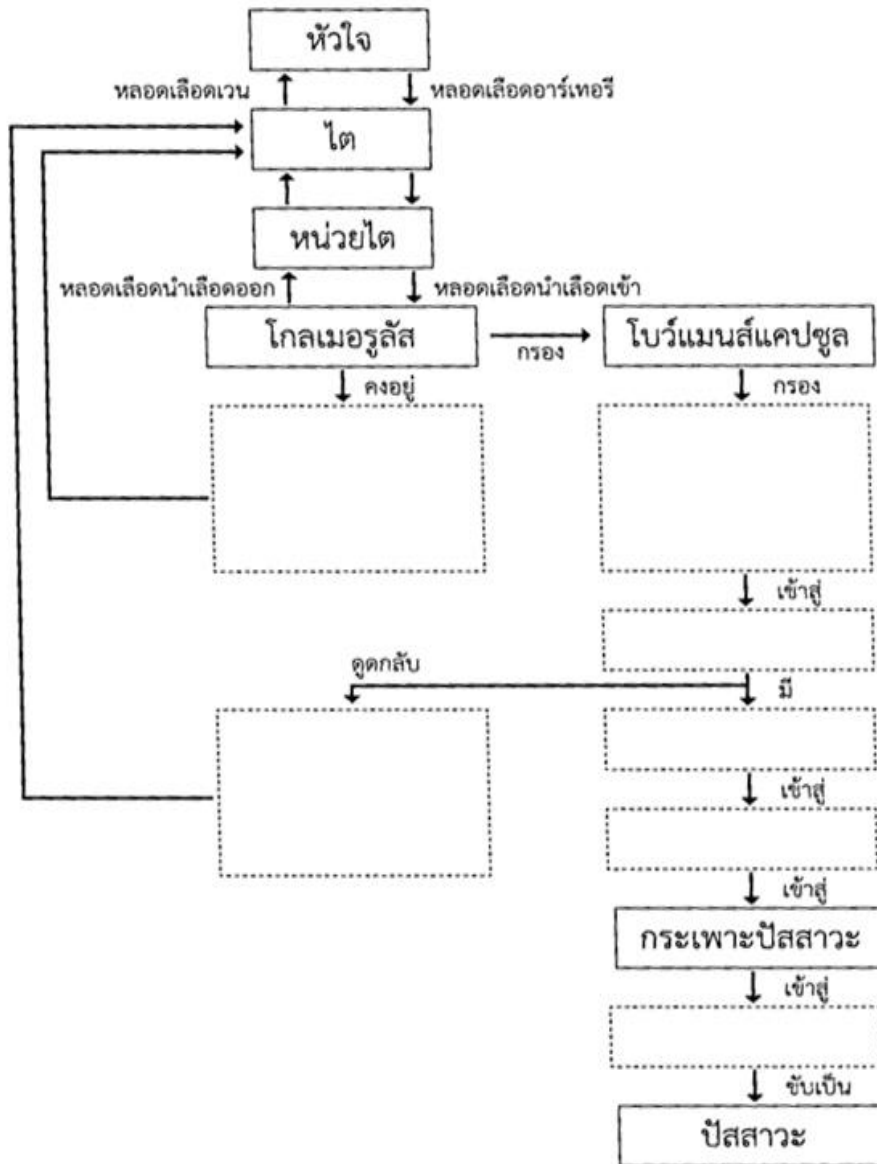 หัวใจ
หลอดเลือดเวน
หลอดเลือดอาร์เทอรี
ไต
หน่วยไต
หลอดเลือดนำเลือดออก
หลอดเลือดนำเลือดเข้า
โกลเมอรูลัส
กรอง
โบว์แมนส์แคปซูล
คงอยู่
กรอง
เข้าสู่
ดูดกลับ
มี
เข้าสู่
เข้าสู่
กระเพาะปัสสาวะ
เข้าสู่
ขับเป็น
ปัสสาวะ